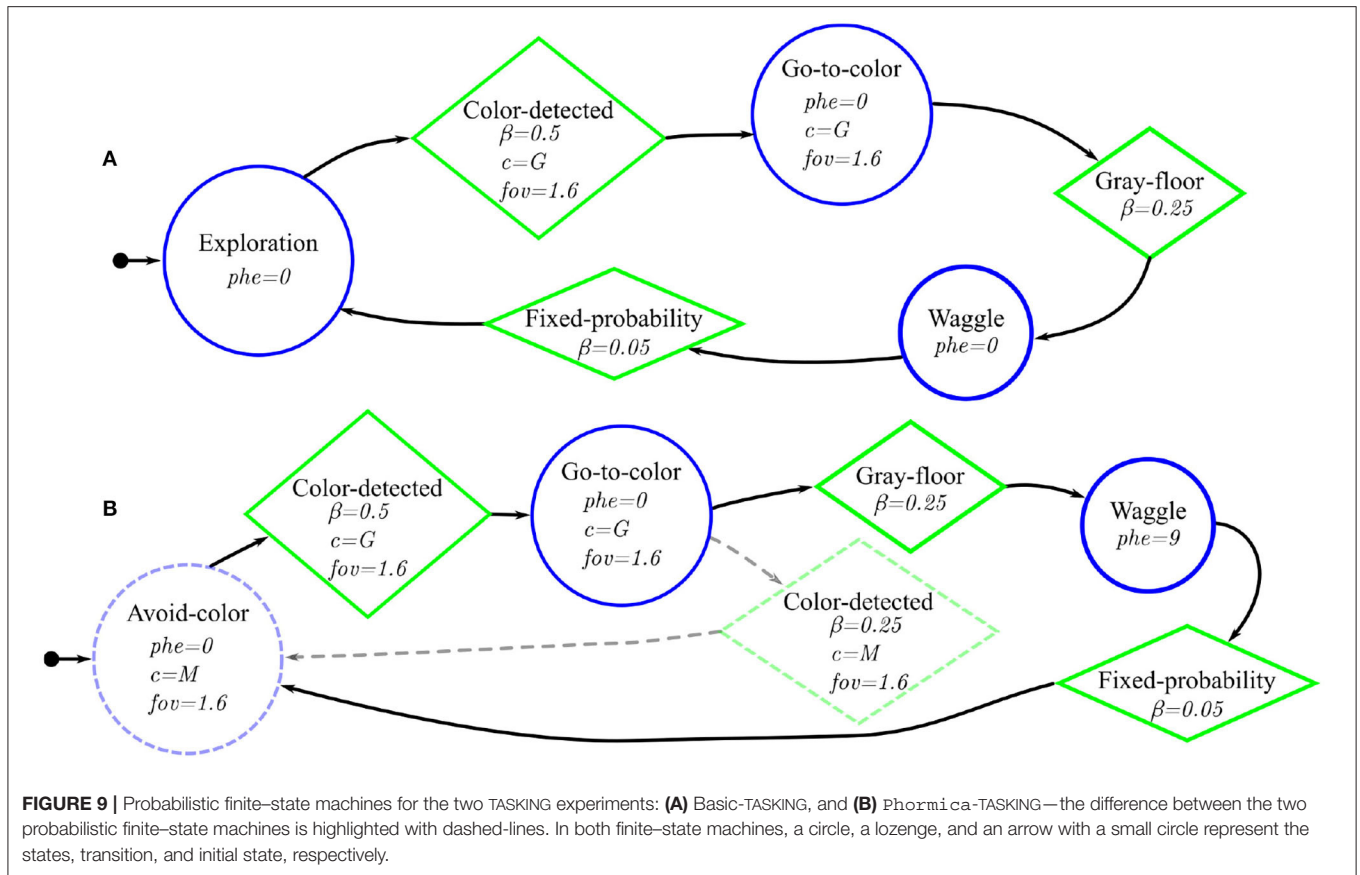 A
Exploration
phe=0
Color-detected
β=0.5
c=G
fov=1.6
Go-to-color
phe=0
c=G
fov=1.6
Gray-floor
β=0.25
Waggle
phe=0
Fixed-probability
β=0.05
B
Avoid-color
phe=0
c=M
fov=1.6
Color-detected
β=0.5
c=G
fov=1.6
Go-to-color
phe=0
c=G
fov=1.6
Gray-floor
β=0.25
Color-detected
β=0.25
c=M
fov=1.6
Waggle
phe=9
Fixed-probability
β=0.05
FIGURE 9 | Probabilistic finite–state machines for the two TASKING experiments: (A) Basic-TASKING, and (B) Phormica-TASKING—the difference between the two
probabilistic finite–state machines is highlighted with dashed-lines. In both finite–state machines, a circle, a lozenge, and an arrow with a small circle represent the
states, transition, and initial state, respectively.